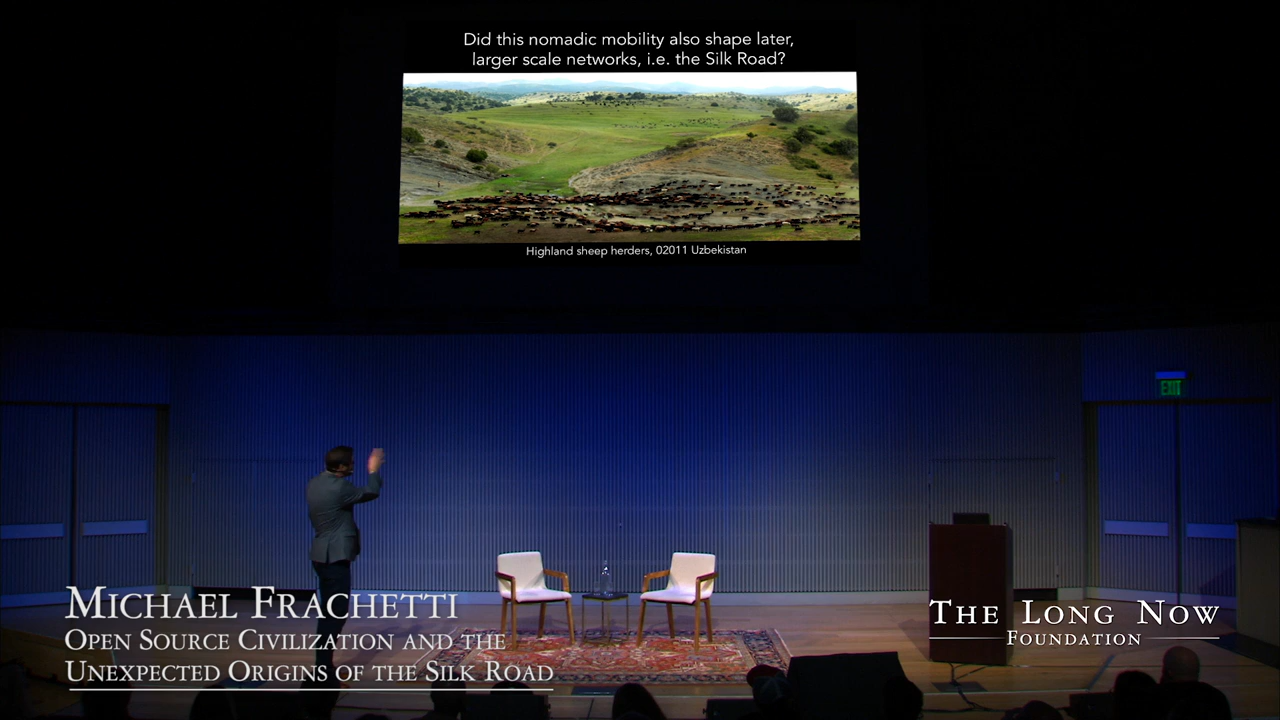 Did this nomadic mobility also shape later,
larger scale networks, i.e. the Silk Road?
Highland sheep herders, 02011 Uzbekistan
EXIT
Michael Frachetti
Open Source Civilization and the
Unexpected Origins of the Silk Road
The Long Now
Foundation